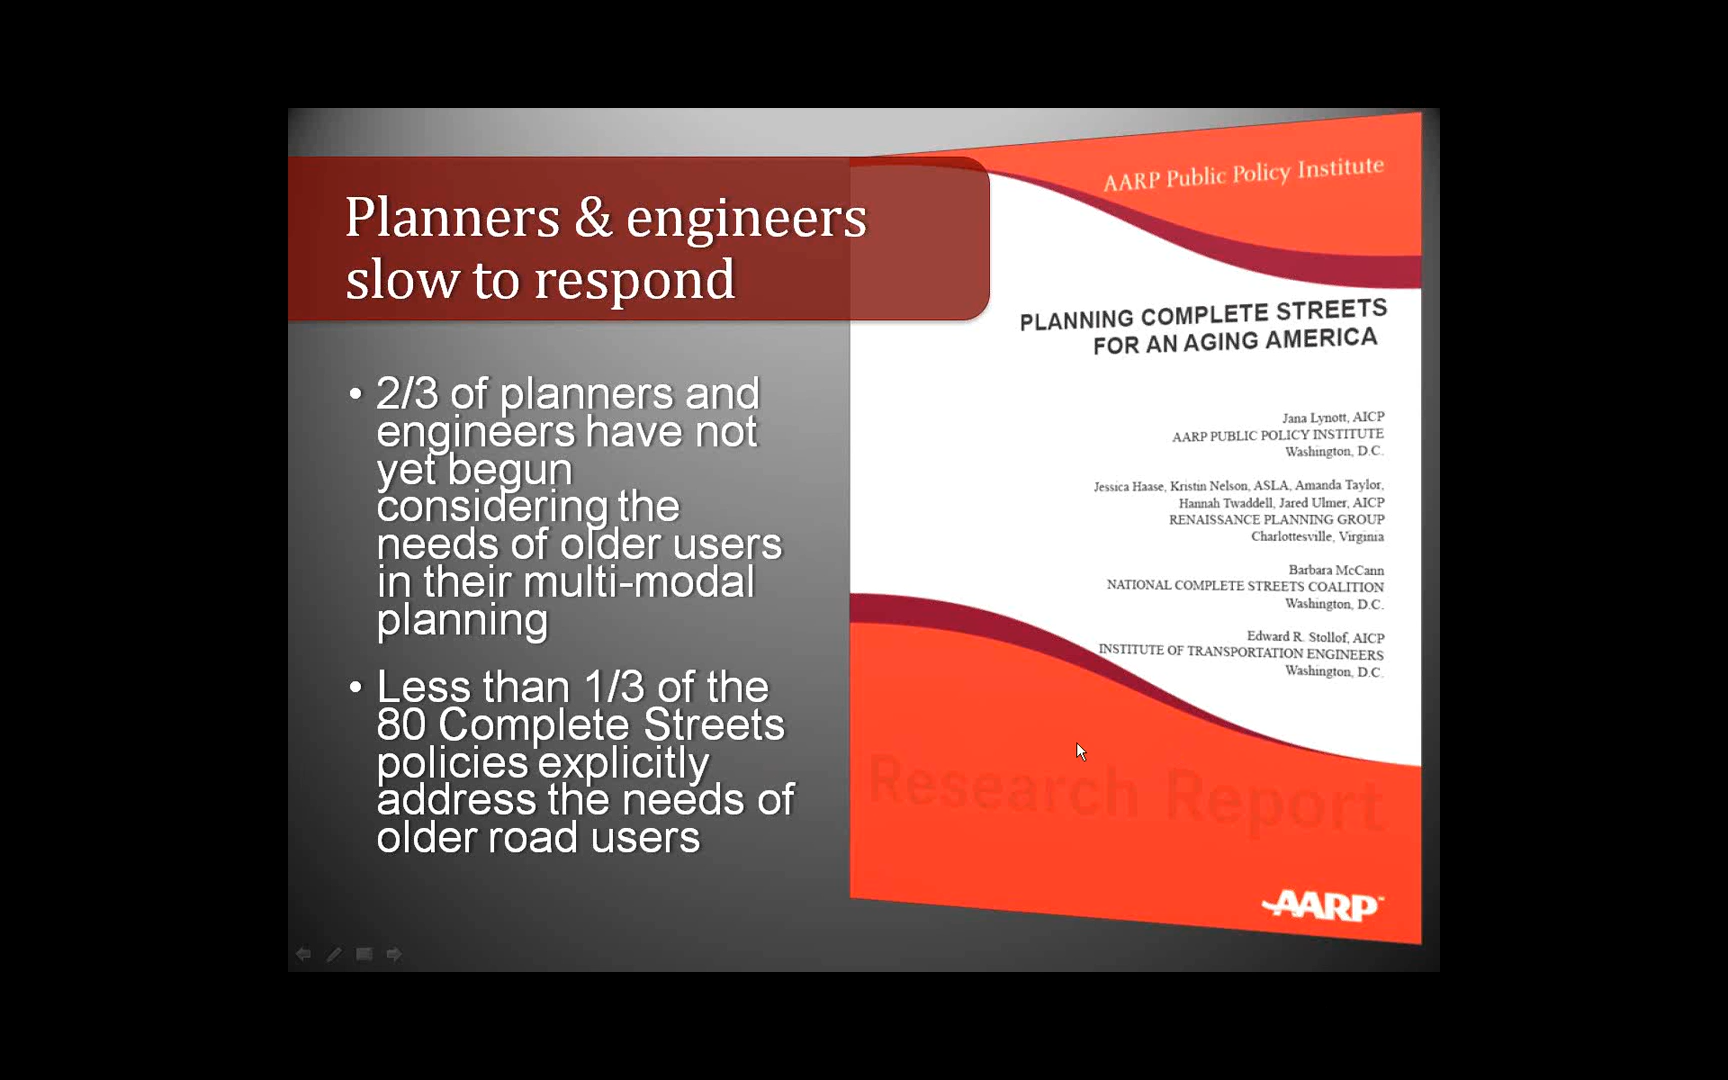 Planners & engineers
slow to respond
• 2/3 of planners and
engineers have not
yet begun
considering the
needs of older users
in their multi-modal
planning
• Less than 1/3 of the
80 Complete Streets
policies explicitly
address the needs of
older road users
AARP Public Policy Institute
PLANNING COMPLETE STREETS
FOR AN AGING AMERICA
Jana Lynott, AICP
AARP PUBLIC POLICY INSTITUTE
Washington, D.C.
Jessica Haase, Kristin Nelson, ASLA, Amanda Taylor,
Hannah Twaddell, Jared Ulmer, AICP
RENAISSANCE PLANNING GROUP
Charlottesville, Virginia
Barbara McCann
NATIONAL COMPLETE STREETS COALITION
Washington, D.C.
Edward R. Stollof, AICP
INSTITUTE OF TRANSPORTATION ENGINEERS
Washington, D.C.
Research Report
AARP